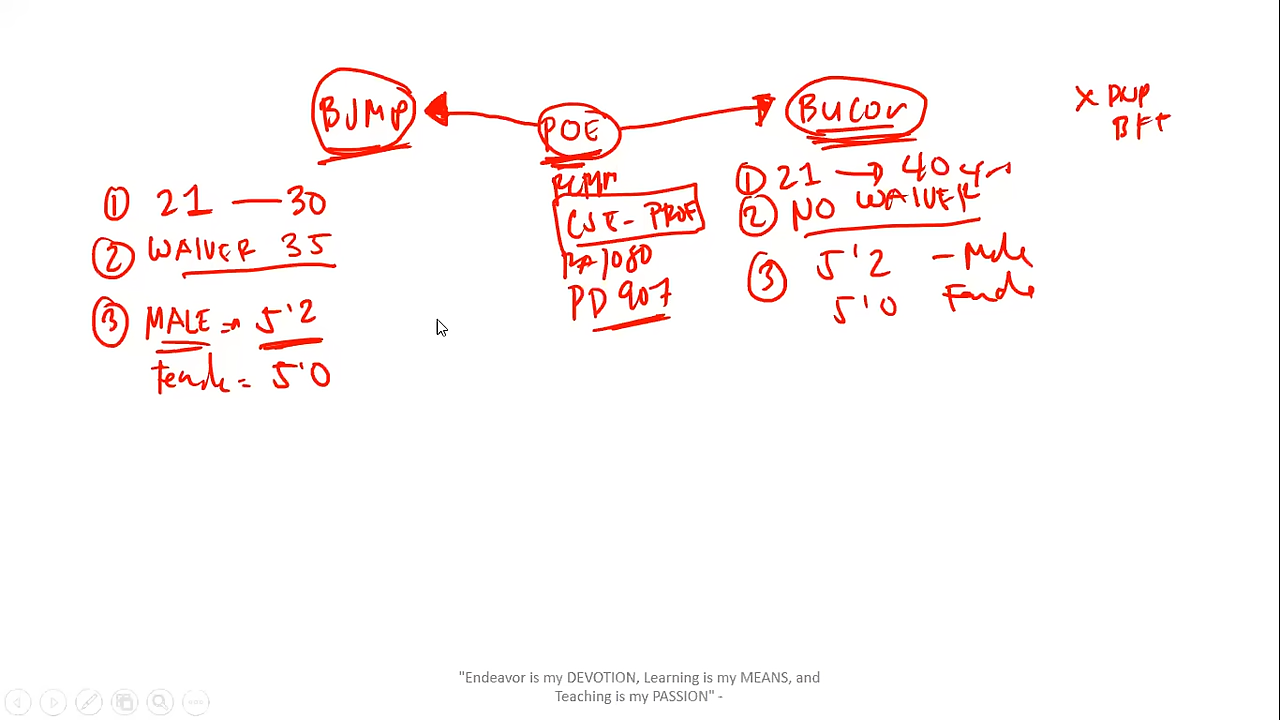 BJMP
① 21 — 30
② WAIVER 35
③ MALE → 5'2
Female = 5'0
POE
CSE - PROF
RA 1080
PD 907
BuCor
① 21 → 40 yrs
② NO WAIVER
③ 5'2 - Male
5'0 Female
X PNP
BFP
"Endeavor is my DEVOTION, Learning is my MEANS, and
Teaching is my PASSION" -